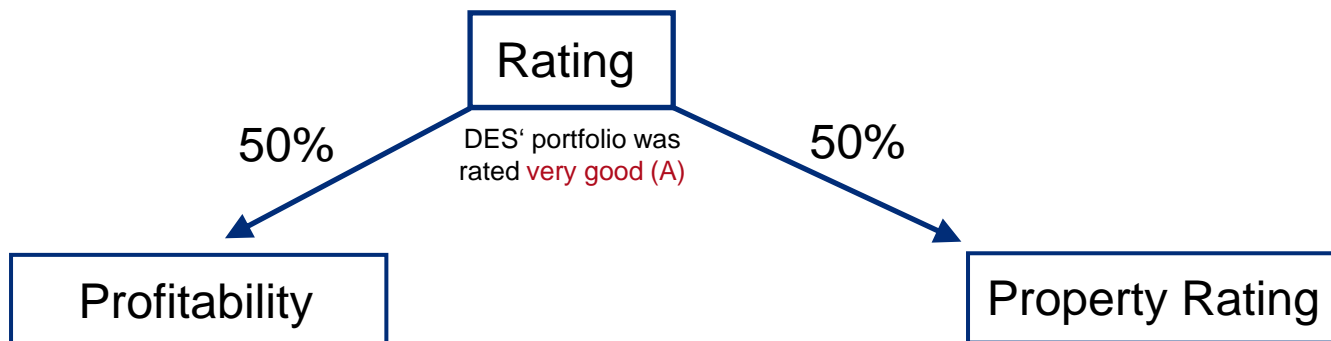 Rating
50%
DES‘ portfolio was
rated very good (A)
50%
Profitability
Property Rating